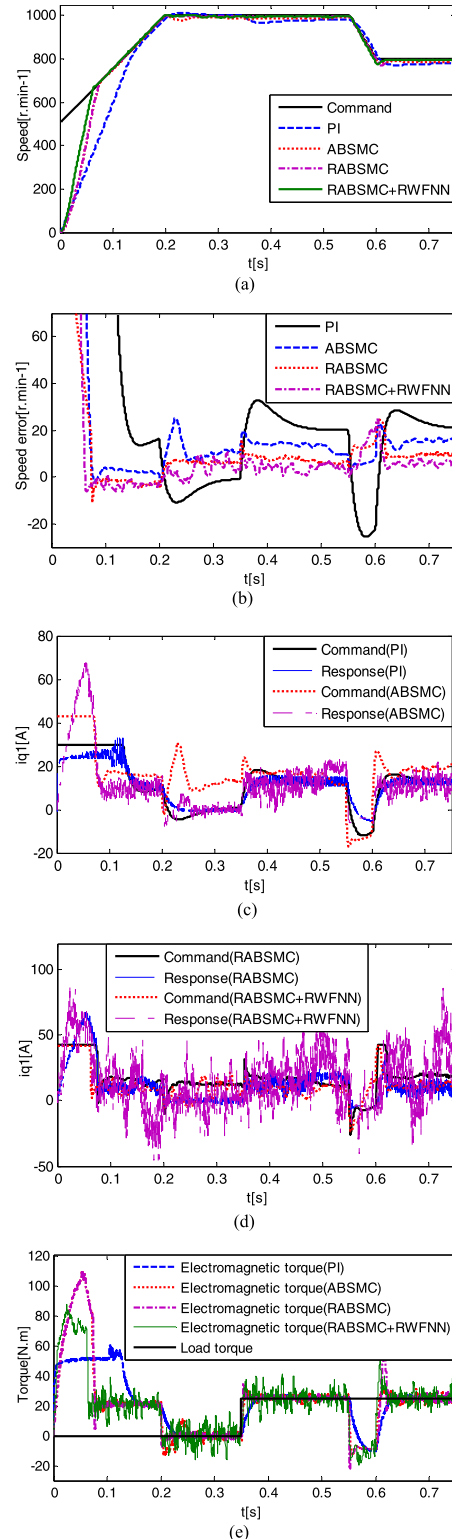 1000
800
600
400
200
0
Speed[r.min-1]
Command
PI
ABSMC
RABSMC
RABSMC+RWFNN
0 0.1 0.2 0.3 0.4 0.5 0.6 0.7
t[s]
(a)
60
40
20
0
-20
Speed error[r.min-1]
PI
ABSMC
RABSMC
RABSMC+RWFNN
0 0.1 0.2 0.3 0.4 0.5 0.6 0.7
t[s]
(b)
80
60
40
20
0
-20
iq1[A]
Command(PI)
Response(PI)
Command(ABSMC)
Response(ABSMC)
0 0.1 0.2 0.3 0.4 0.5 0.6 0.7
t[s]
(c)
100
50
0
-50
iq1[A]
Command(RABSMC)
Response(RABSMC)
Command(RABSMC+RWFNN)
Response(RABSMC+RWFNN)
0 0.1 0.2 0.3 0.4 0.5 0.6 0.7
t[s]
(d)
120
100
80
60
40
20
0
-20
Torque[N.m]
Electromagnetic torque(PI)
Electromagnetic torque(ABSMC)
Electromagnetic torque(RABSMC)
Electromagnetic torque(RABSMC+RWFNN)
Load torque
0 0.1 0.2 0.3 0.4 0.5 0.6 0.7
t[s]
(e)